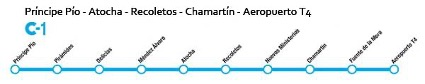 Príncipe Pío - Atocha - Recoletos - Chamartín - Aeropuerto T4
C-1
Príncipe Pío
Pirámides
Delicias
Méndez Álvaro
Atocha
Recoletos
Nuevos Ministerios
Chamartín
Fuente de la Mora
Aeropuerto T4